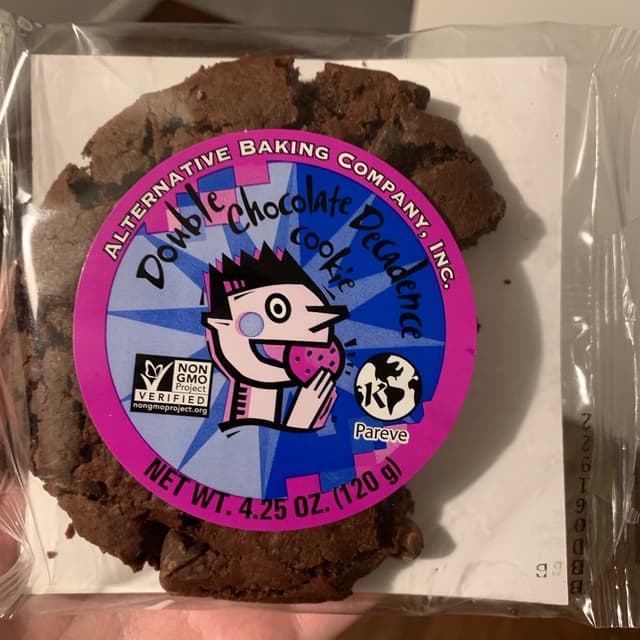 ALTERNATIVE BAKING COMPANY, INC.
Double
Chocolate
Decadence
cookie
NON
GMO
Project
VERIFIED
nongmoproject.org
K
Pareve
NET WT. 4.25 OZ. (120 g)